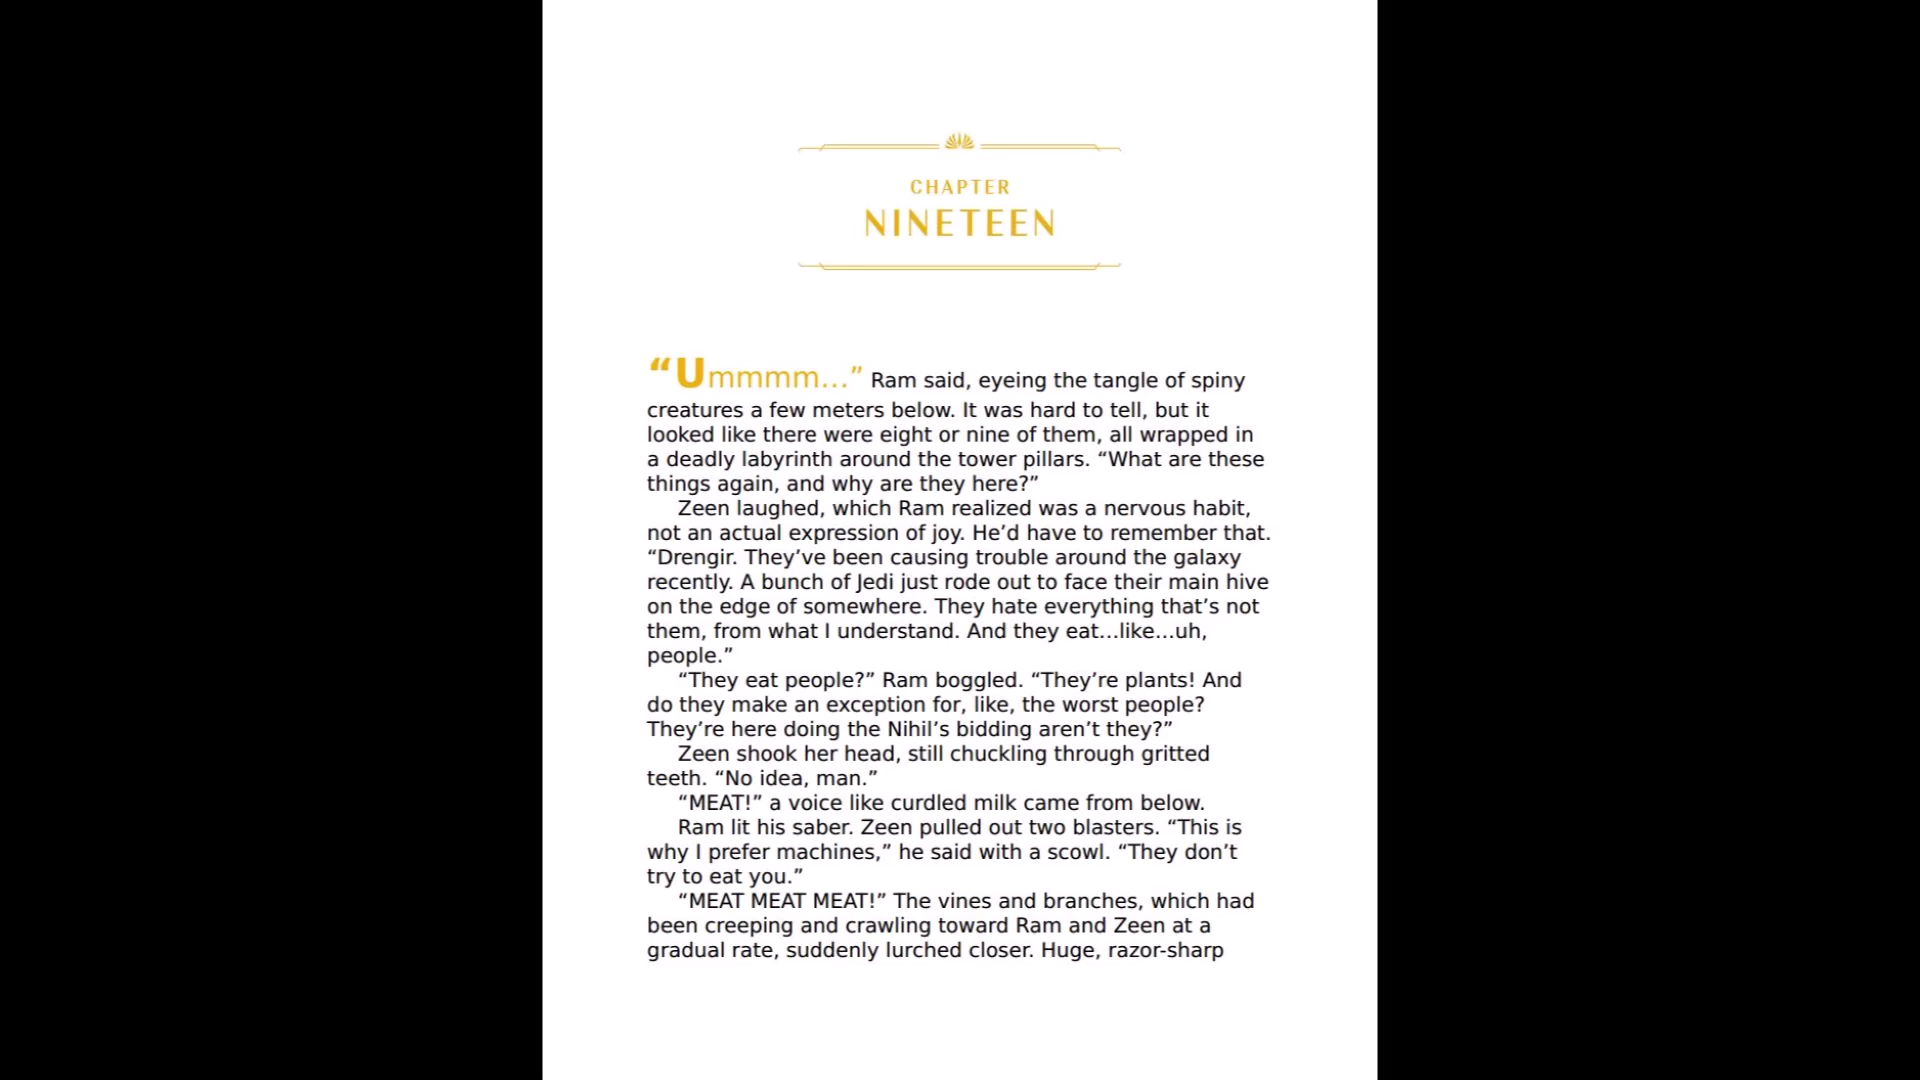 CHAPTER
NINETEEN
“Ummmm…” Ram said, eyeing the tangle of spiny
creatures a few meters below. It was hard to tell, but it
looked like there were eight or nine of them, all wrapped in
a deadly labyrinth around the tower pillars. “What are these
things again, and why are they here?”
Zeen laughed, which Ram realized was a nervous habit,
not an actual expression of joy. He’d have to remember that.
“Drengir. They’ve been causing trouble around the galaxy
recently. A bunch of Jedi just rode out to face their main hive
on the edge of somewhere. They hate everything that’s not
them, from what I understand. And they eat…like…uh,
people.”
“They eat people?” Ram boggled. “They’re plants! And
do they make an exception for, like, the worst people?
They’re here doing the Nihil’s bidding aren’t they?”
Zeen shook her head, still chuckling through gritted
teeth. “No idea, man.”
“MEAT!” a voice like curdled milk came from below.
Ram lit his saber. Zeen pulled out two blasters. “This is
why I prefer machines,” he said with a scowl. “They don’t
try to eat you.”
“MEAT MEAT MEAT!” The vines and branches, which had
been creeping and crawling toward Ram and Zeen at a
gradual rate, suddenly lurched closer. Huge, razor-sharp